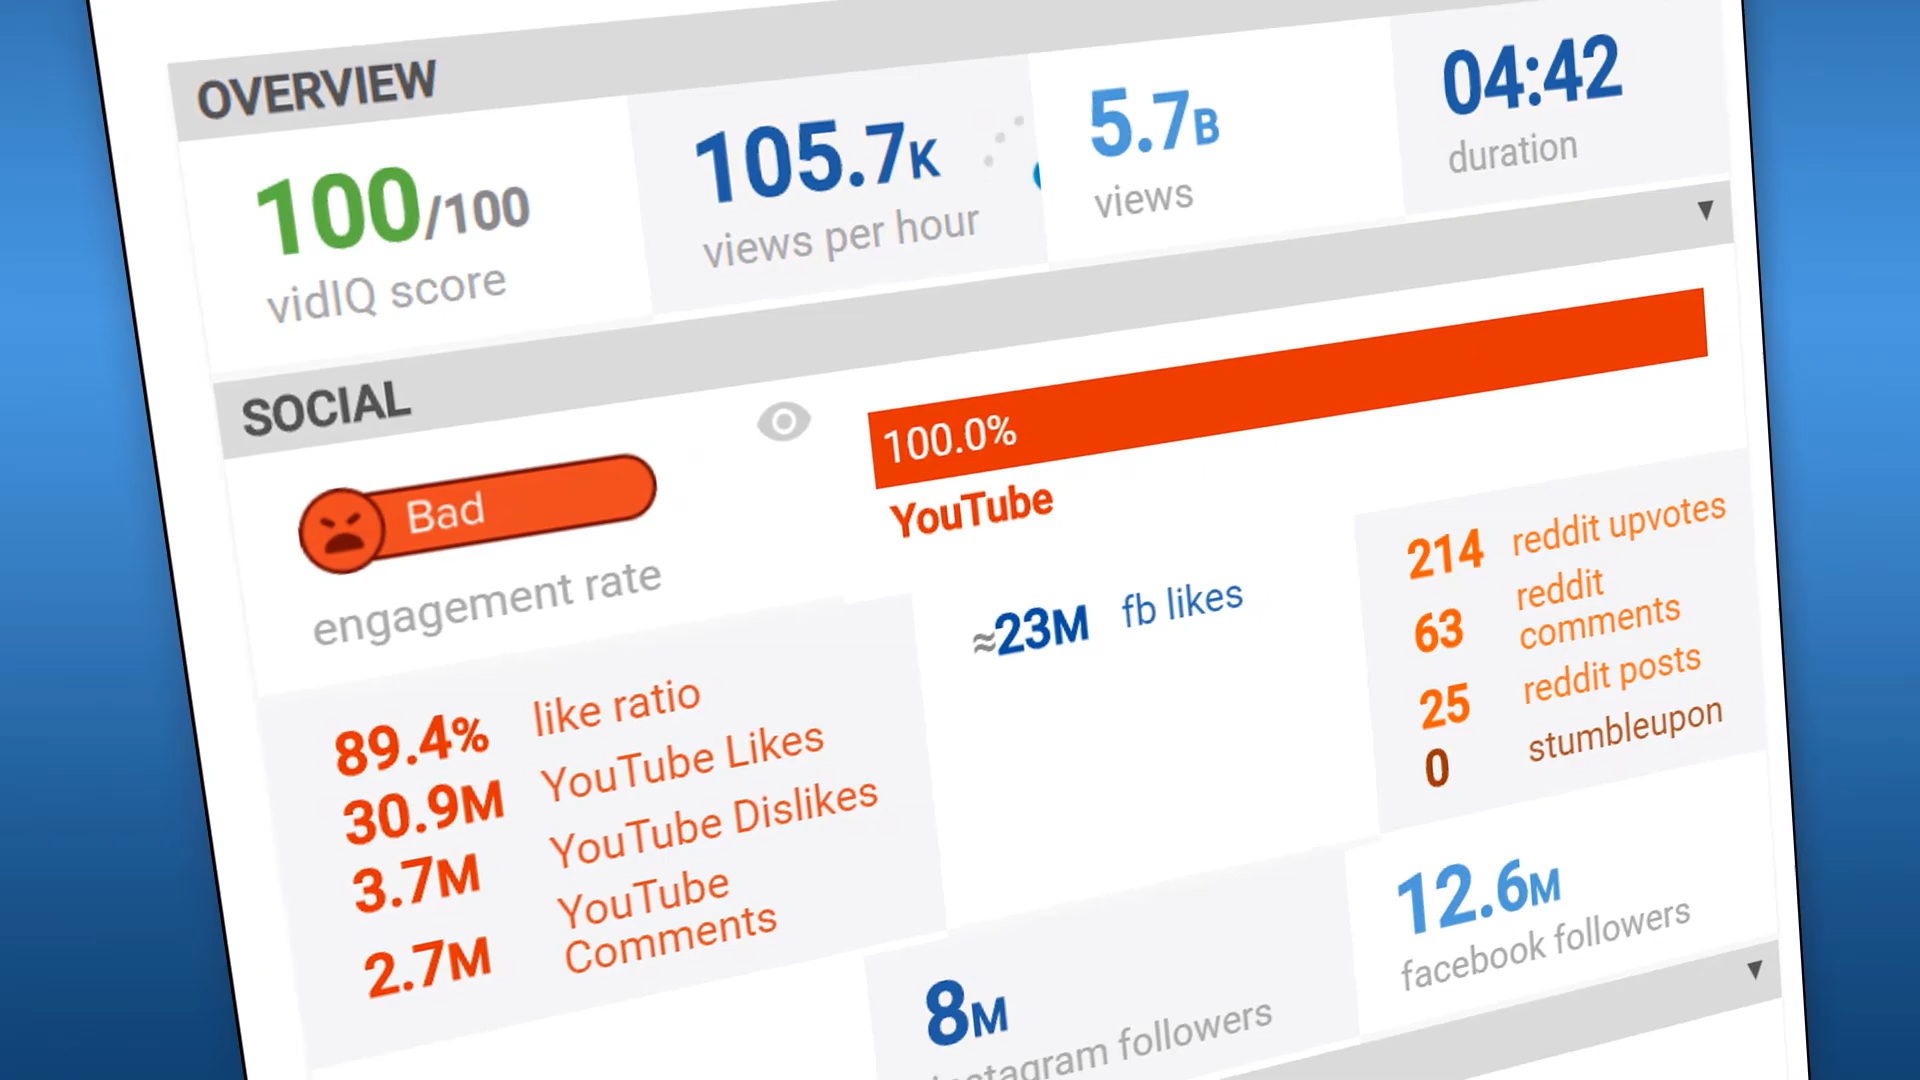 OVERVIEW
100/100
vidIQ score
105.7K
views per hour
5.7B
views
04:42
duration
▼
SOCIAL
Bad
engagement rate
100.0%
YouTube
89.4% like ratio
30.9M YouTube Likes
3.7M YouTube Dislikes
2.7M YouTube
Comments
≈23M fb likes
214 reddit upvotes
63 reddit
comments
25 reddit posts
0 stumbleupon
8M
followers
12.6M
facebook followers
▼